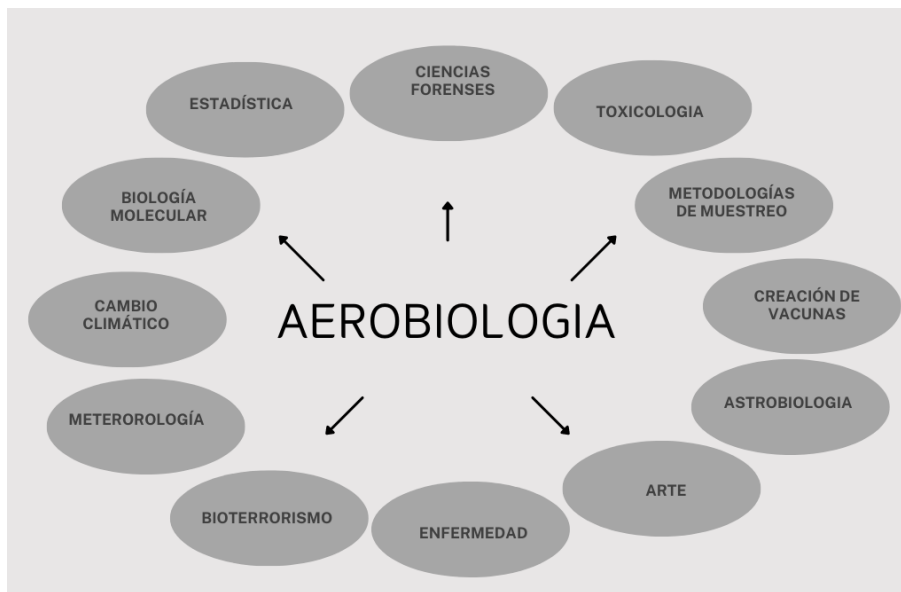 CIENCIAS
FORENSES
ESTADÍSTICA
TOXICOLOGIA
BIOLOGÍA
MOLECULAR
METODOLOGÍAS
DE MUESTREO
CAMBIO
CLIMÁTICO
AEROBIOLOGIA
CREACIÓN DE
VACUNAS
METEROROLOGÍA
ASTROBIOLOGIA
BIOTERRORISMO
ENFERMEDAD
ARTE